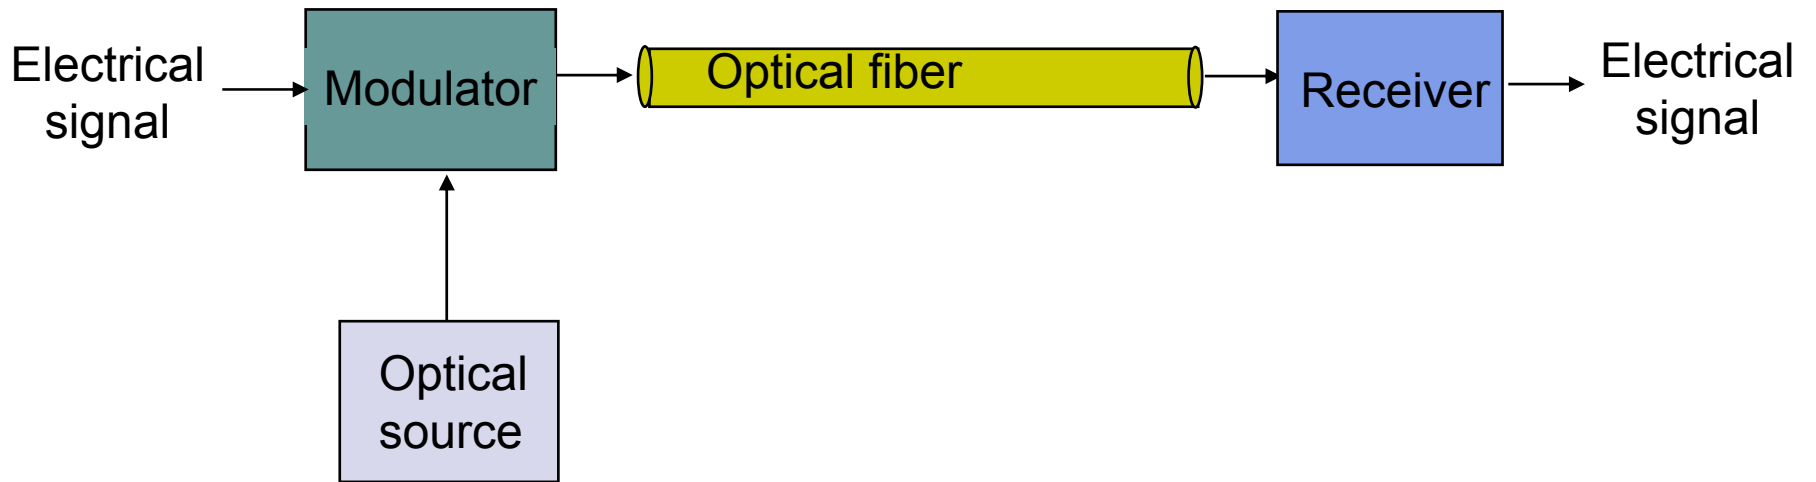 Electrical
signal
Modulator
Optical fiber
Receiver
Electrical
signal
Optical
source